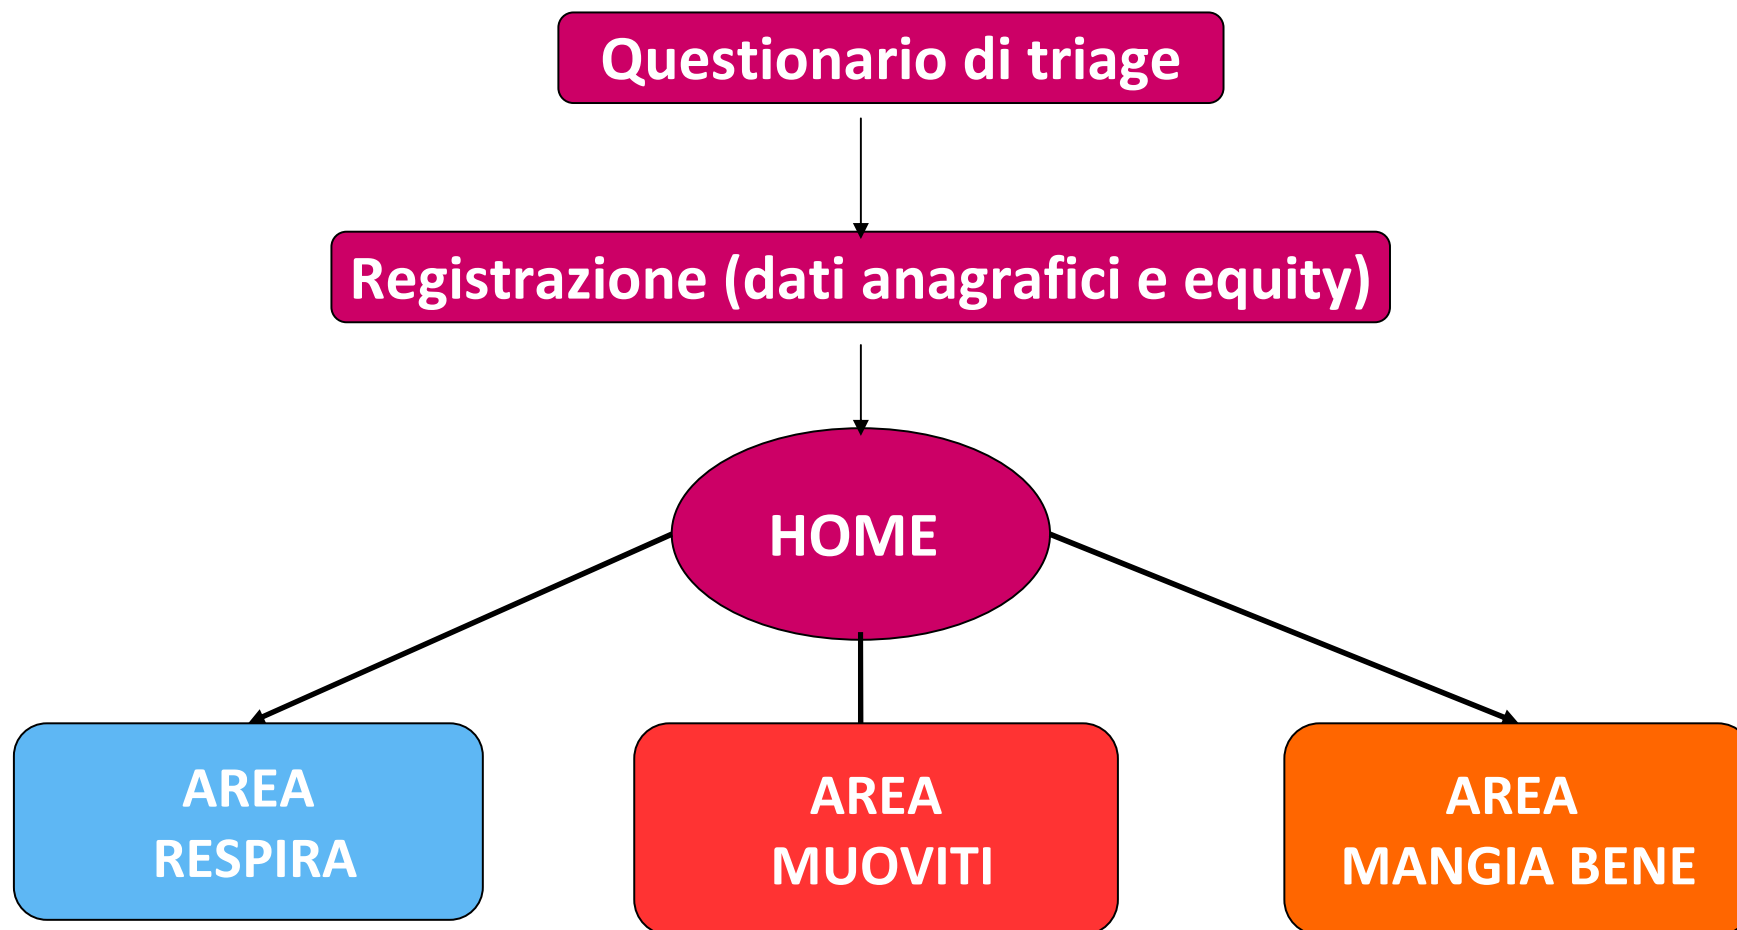 Questionario di triage
Registrazione (dati anagrafici e equity)
HOME
AREA
RESPIRA
AREA
MUOVITI
AREA
MANGIA BENE